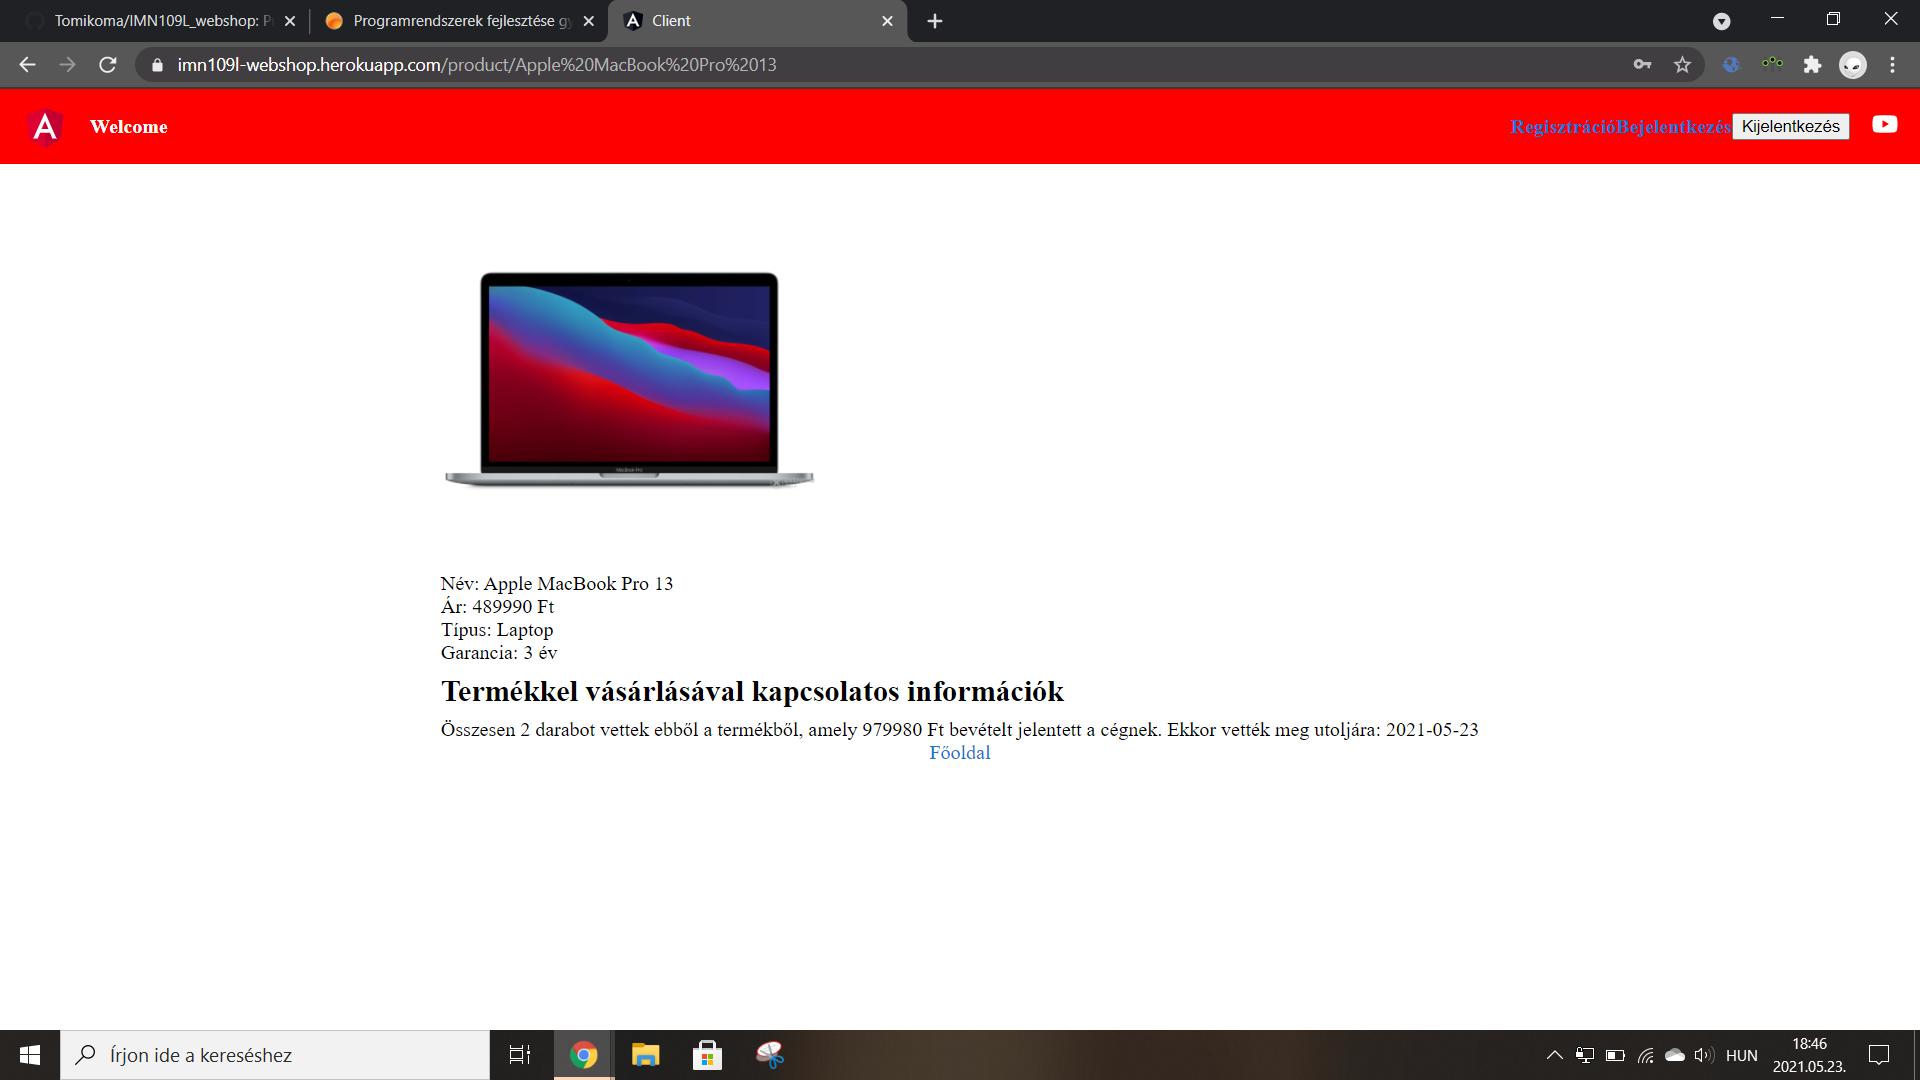 Tomikoma/IMN109L_webshop: P
Programrendszerek fejlesztése gy
Client
imn109l-webshop.herokuapp.com/product/Apple%20MacBook%20Pro%2013
Welcome
RegisztrációBejelentkezés Kijelentkezés
MacBook Pro
Név: Apple MacBook Pro 13
Ár: 489990 Ft
Típus: Laptop
Garancia: 3 év
Termékkel vásárlásával kapcsolatos információk
Összesen 2 darabot vettek ebből a termékből, amely 979980 Ft bevételt jelentett a cégnek. Ekkor vették meg utoljára: 2021-05-23
Főoldal
Írjon ide a kereséshez
HUN
18:46
2021.05.23.